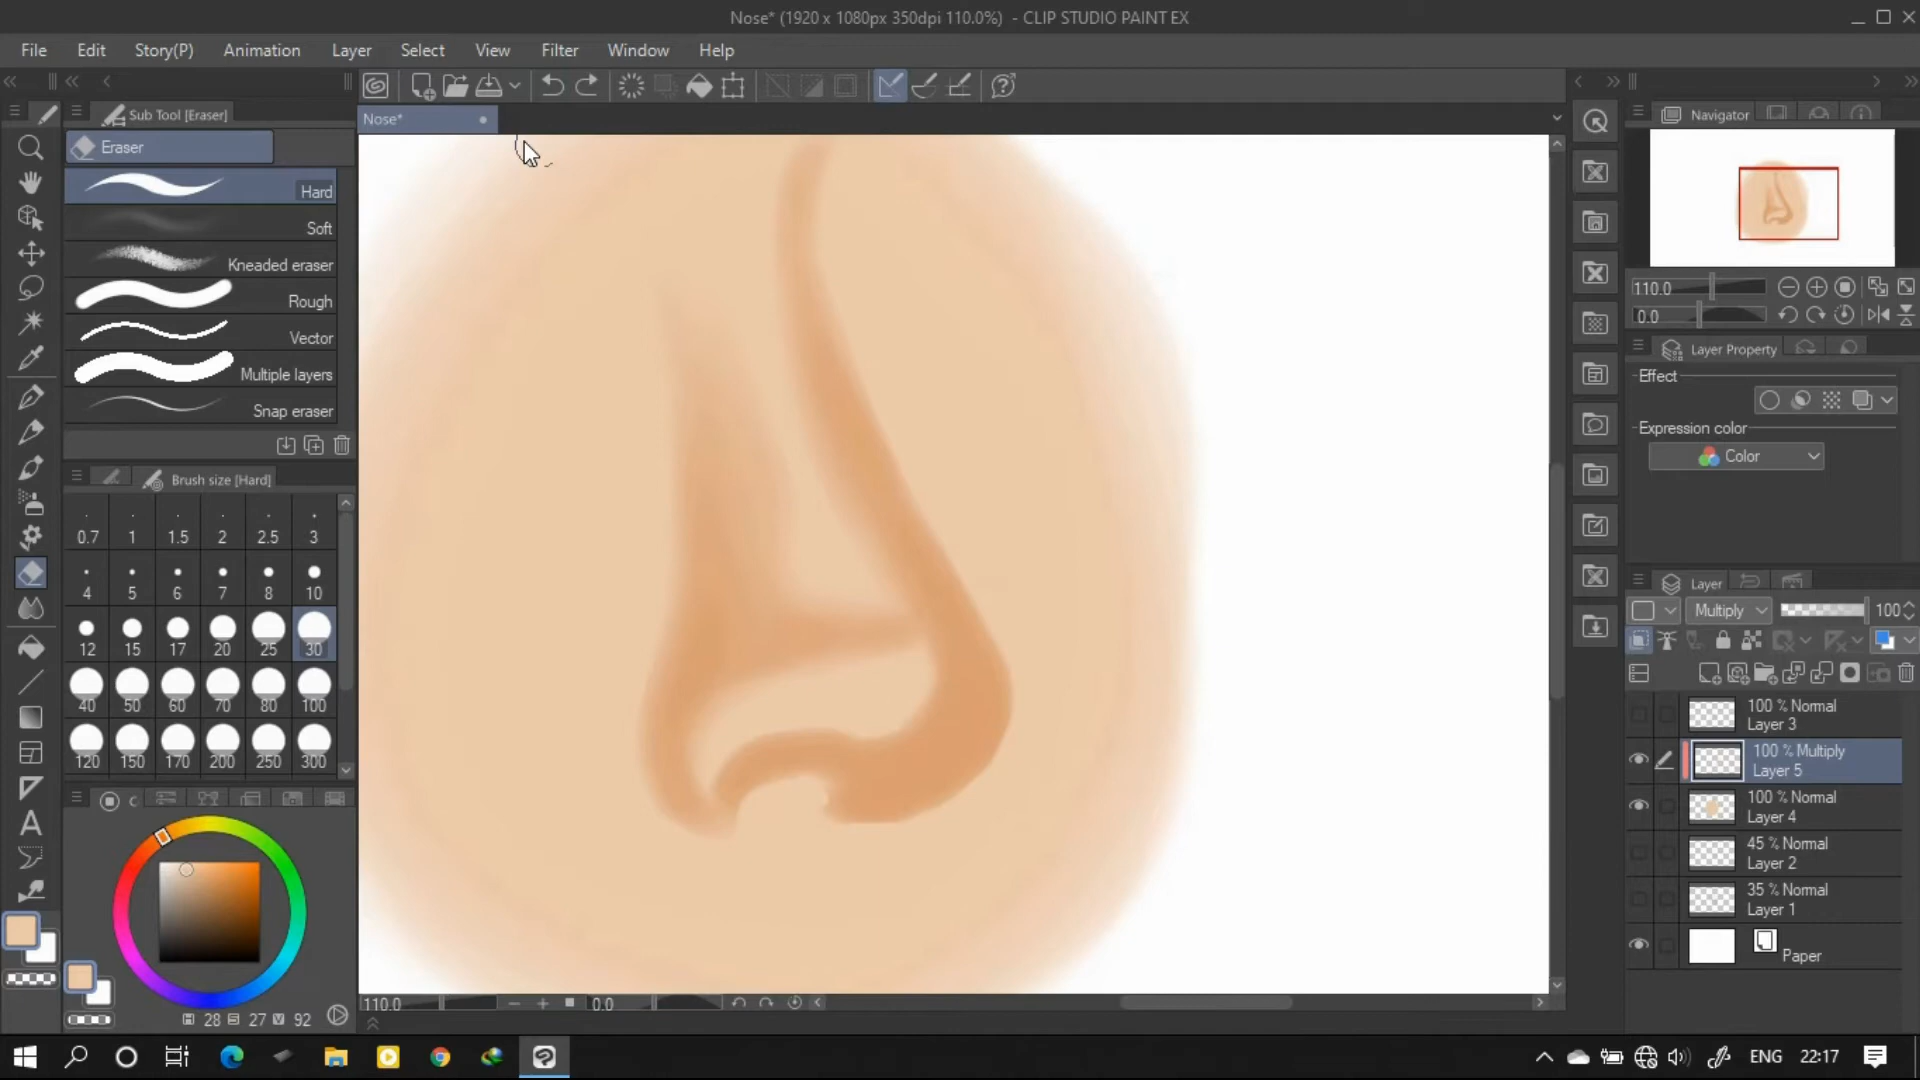 Nose* (1920 x 1080px 350dpi 110.0%) - CLIP STUDIO PAINT EX
File Edit Story(P) Animation Layer Select View Filter Window Help
Sub Tool [Eraser]
Nose*
Navigator
Eraser
Hard
Soft
Kneaded eraser
Rough
Vector
Multiple layers
Snap eraser
Brush size [Hard]
0.7 1 1.5 2 2.5 3
4 5 6 7 8 10
12 15 17 20 25 30
40 50 60 70 80 100
120 150 170 200 250 300
C
H 28 S 27 V 92
110.0 0.0
110.0
0.0
Layer Property
Effect
Expression color
Color
Layer
Multiply 100
100 % Normal
Layer 3
100 % Multiply
Layer 5
100 % Normal
Layer 4
45 % Normal
Layer 2
35 % Normal
Layer 1
Paper
ENG 22:17